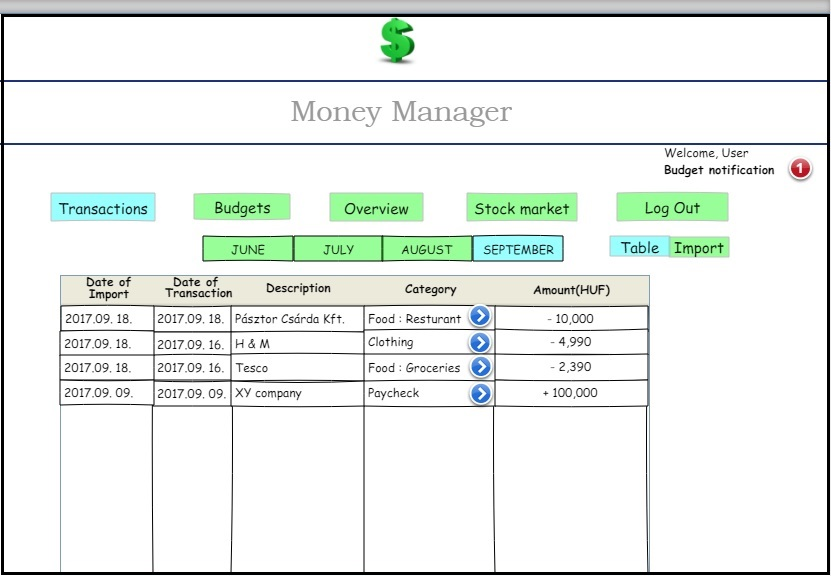 $
Money Manager
Welcome, User
Budget notification 1
Transactions Budgets Overview Stock market Log Out
JUNE JULY AUGUST SEPTEMBER Table Import
Date of Import Date of Transaction Description Category Amount(HUF)
2017.09. 18. 2017.09. 18. Pásztor Csárda Kft. Food : Resturant - 10,000
2017.09. 18. 2017.09. 16. H & M Clothing - 4,990
2017.09. 18. 2017.09. 16. Tesco Food : Groceries - 2,390
2017.09. 09. 2017.09. 09. XY company Paycheck + 100,000